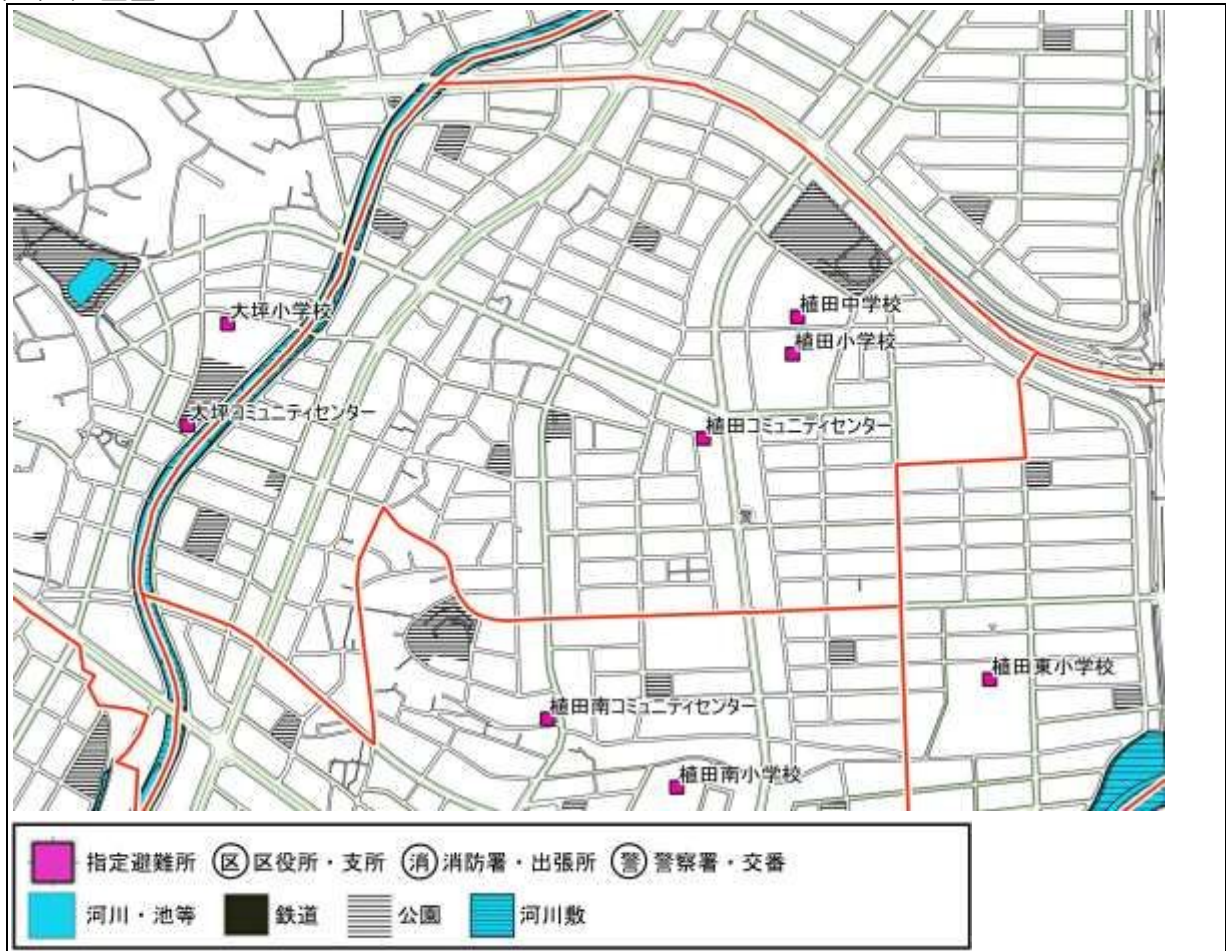 植田中学校
大坪小学校
植田小学校
大坪コミュニティセンター
植田コミュニティセンター
警
植田東小学校
植田南コミュニティセンター
植田南小学校
指定避難所 区 区役所・支所 消 消防署・出張所 警 警察署・交番
河川・池等 鉄道 公園 河川敷